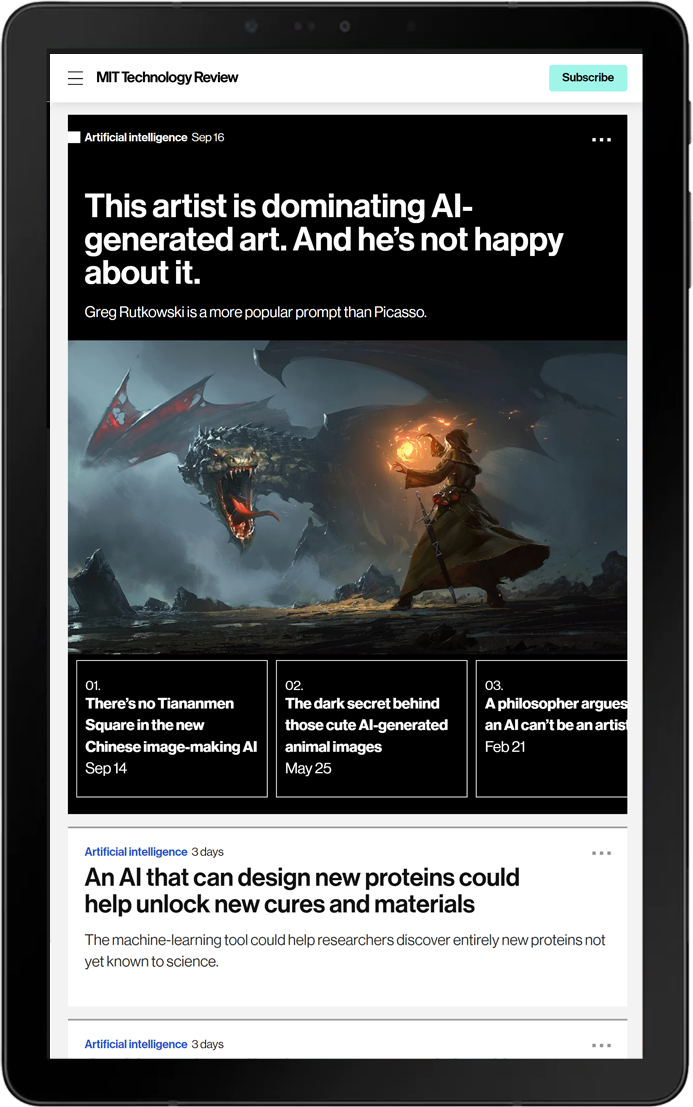 MIT Technology Review
Subscribe
Artificial intelligence Sep 16
This artist is dominating AI-
generated art. And he’s not happy
about it.
Greg Rutkowski is a more popular prompt than Picasso.
01.
There’s no Tiananmen
Square in the new
Chinese image-making AI
Sep 14
02.
The dark secret behind
those cute AI-generated
animal images
May 25
03.
A philosopher argues
an AI can’t be an artist
Feb 21
Artificial intelligence 3 days
An AI that can design new proteins could
help unlock new cures and materials
The machine-learning tool could help researchers discover entirely new proteins not
yet known to science.
Artificial intelligence 3 days